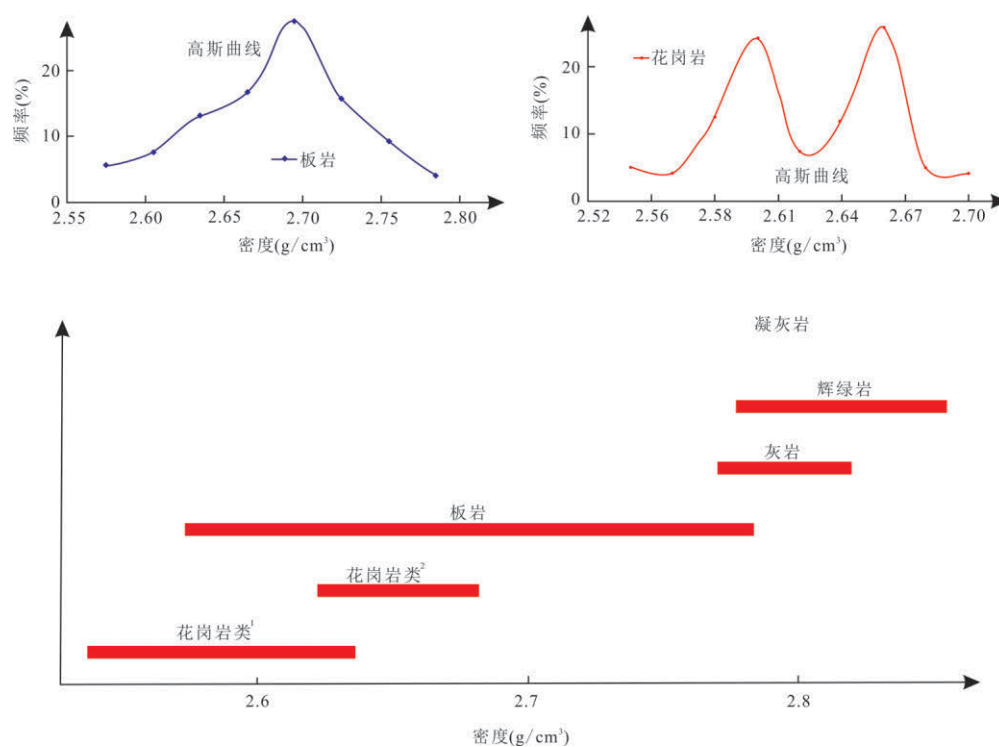 频率(%)
20
10
0
高斯曲线
板岩
2.55
2.60
2.65
2.70
2.75
2.80
密度(g/cm³)
频率(%)
20
10
0
花岗岩
高斯曲线
2.52
2.56
2.58
2.61
2.64
2.67
2.70
密度(g/cm³)
凝灰岩
辉绿岩
灰岩
板岩
花岗岩类²
花岗岩类¹
2.6
2.7
2.8
密度(g/cm³)